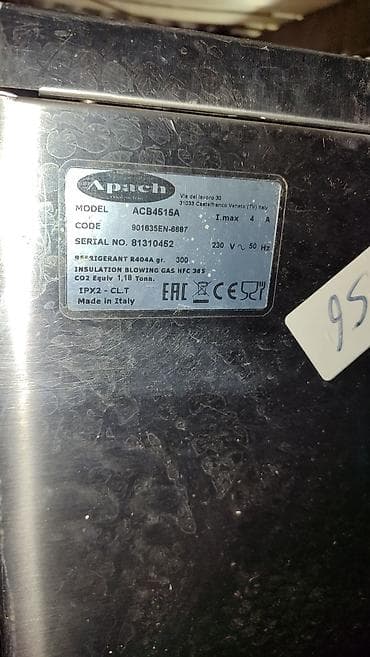 Apach
Via del lavoro 30
31033 Castelfranco Veneto (TV) Italy
MODEL ACB4515A I.max 4 A
CODE 901635EN-6687
SERIAL NO. 81310452 230 V ~ 50 Hz
REFRIGERANT R404A gr. 300
INSULATION BLOWING GAS HFC 365
CO2 Equiv 1,18 Tonn.
IPX2 - CL.T EAC CE
Made in Italy
95